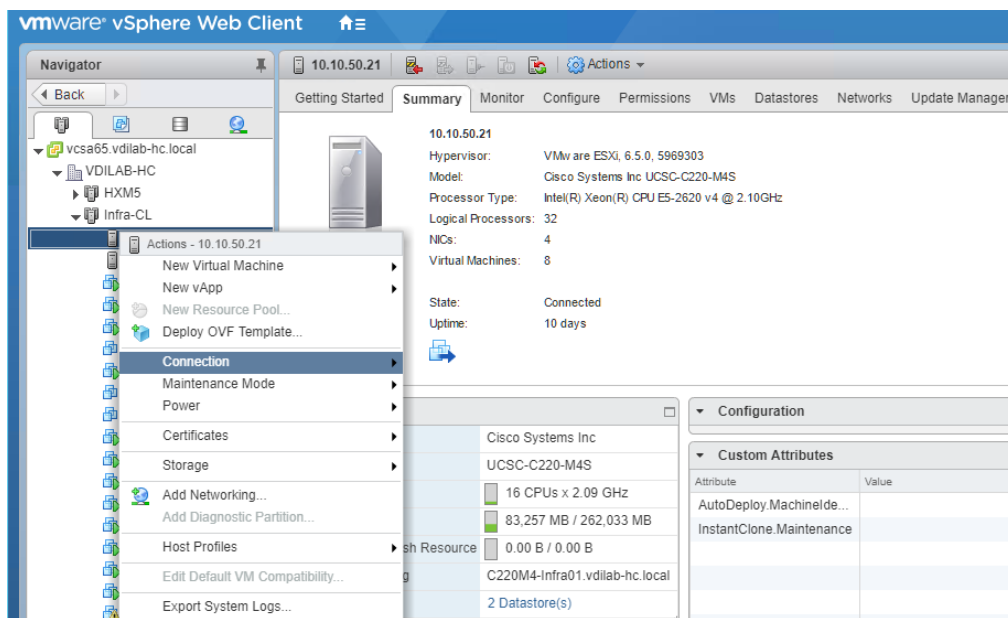 vmware® vSphere Web Client
Navigator
Back
vcsa65.vdilab-hc.local
VDILAB-HC
HXM5
Infra-CL
Actions - 10.10.50.21
New Virtual Machine
New vApp
New Resource Pool...
Deploy OVF Template...
Connection
Maintenance Mode
Power
Certificates
Storage
Add Networking...
Add Diagnostic Partition...
Host Profiles
Edit Default VM Compatibility...
Export System Logs...
10.10.50.21 Actions
Getting Started Summary Monitor Configure Permissions VMs Datastores Networks Update Manager
10.10.50.21
Hypervisor: VMware ESXi, 6.5.0, 5969303
Model: Cisco Systems Inc UCSC-C220-M4S
Processor Type: Intel(R) Xeon(R) CPU E5-2620 v4 @ 2.10GHz
Logical Processors: 32
NICs: 4
Virtual Machines: 8
State: Connected
Uptime: 10 days
Cisco Systems Inc
UCSC-C220-M4S
16 CPUs x 2.09 GHz
83,257 MB / 262,033 MB
sh Resource 0.00 B / 0.00 B
g C220M4-Infra01.vdilab-hc.local
2 Datastore(s)
Configuration
Custom Attributes
Attribute Value
AutoDeploy.MachineIde...
InstantClone.Maintenance